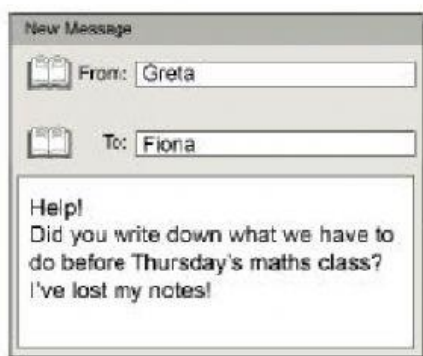 New Message
From: Greta
To: Fiona
Help!
Did you write down what we have to
do before Thursday's maths class?
I've lost my notes!